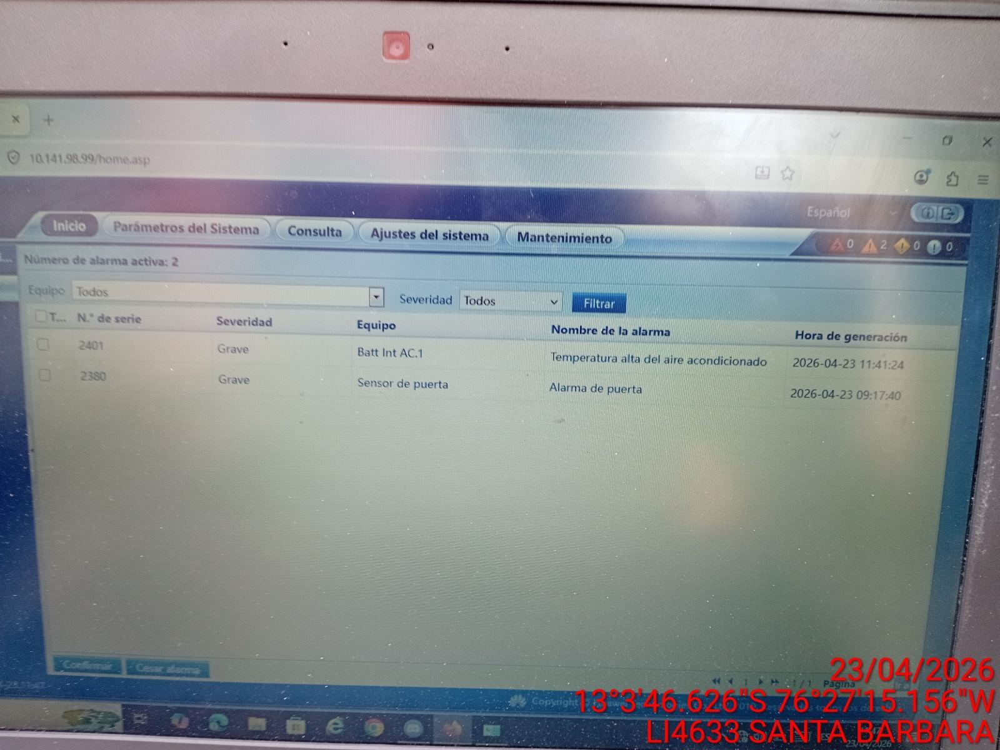 10.141.98.99/home.asp
Español
Inicio
Parámetros del Sistema
Consulta
Ajustes del sistema
Mantenimiento
0 2 0 0
Número de alarma activa: 2
Equipo Todos Severidad Todos Filtrar
T... N.° de serie Severidad Equipo Nombre de la alarma Hora de generación
2401 Grave Batt Int AC.1 Temperatura alta del aire acondicionado 2026-04-23 11:41:24
2380 Grave Sensor de puerta Alarma de puerta 2026-04-23 09:17:40
Confirmar Cesar alarma
1 1 / 1 Página
Copyright
23/04/2026
13°3'46.626"S 76°27'15.156"W
LI4633 SANTA BARBARA